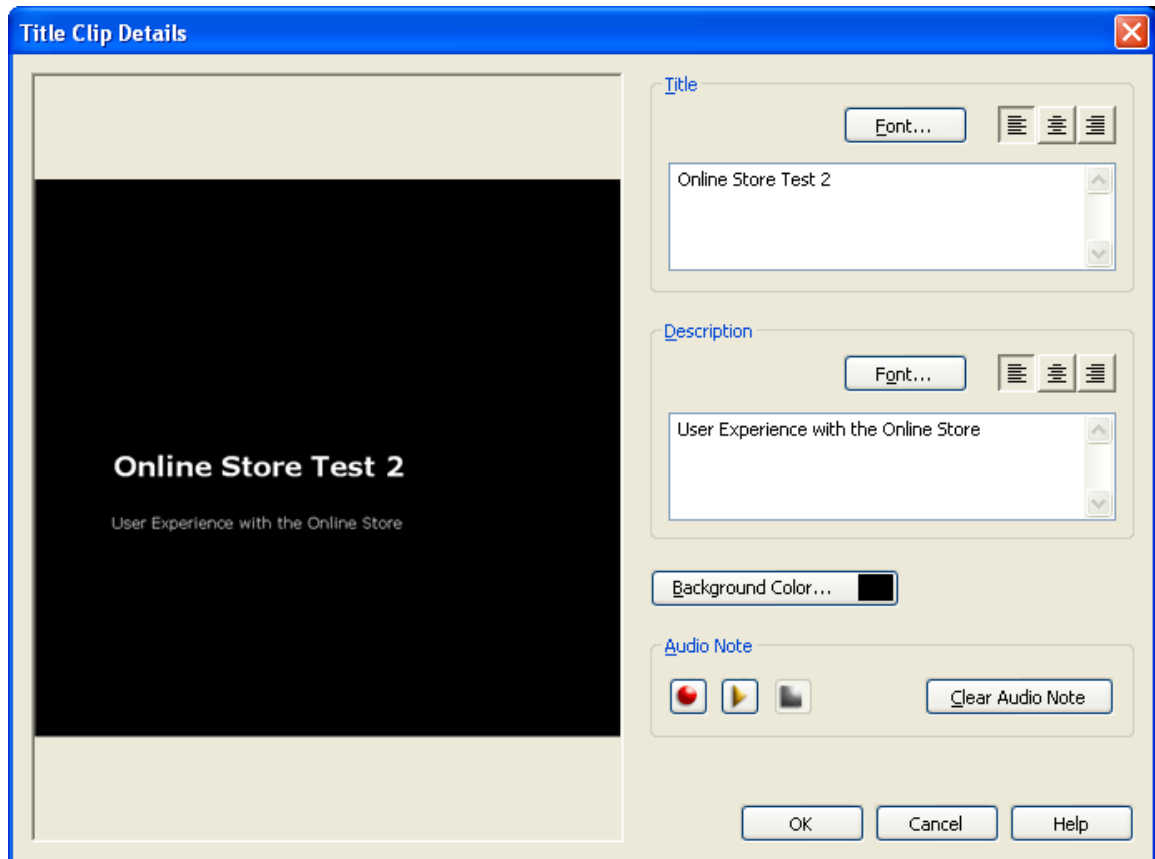 Title Clip Details
Online Store Test 2
User Experience with the Online Store
Title
Font...
Online Store Test 2
Description
Font...
User Experience with the Online Store
Background Color...
Audio Note
Clear Audio Note
OK
Cancel
Help